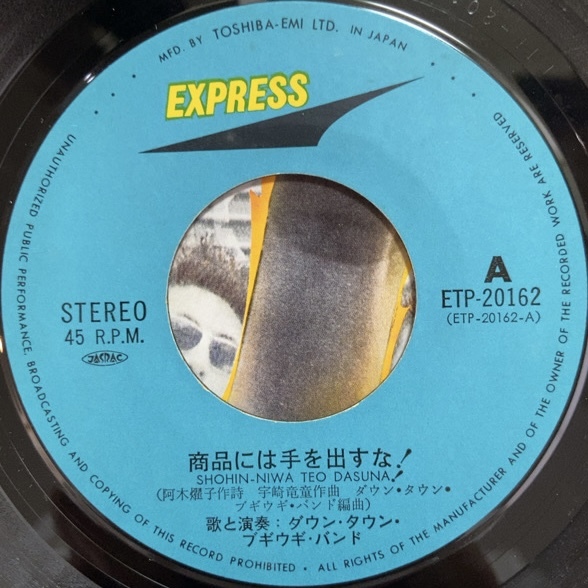 MFD. BY TOSHIBA-EMI LTD. IN JAPAN
EXPRESS
STEREO
45 R.P.M.
JASRAC
A
ETP-20162
(ETP-20162-A)
商品には手を出すな!
SHOHIN-NIWA TEO DASUNA!
(阿木燿子作詩 宇崎竜童作曲 ダウン・タウン・
ブギウギ・バンド編曲)
歌と演奏:ダウン・タウン・
ブギウギ・バンド
UNAUTHORIZED PUBLIC PERFORMANCE, BROADCASTING AND COPYING OF THIS RECORD PROHIBITED • ALL RIGHTS OF THE MANUFACTURER AND OF THE OWNER OF THE RECORDED WORK ARE RESERVED